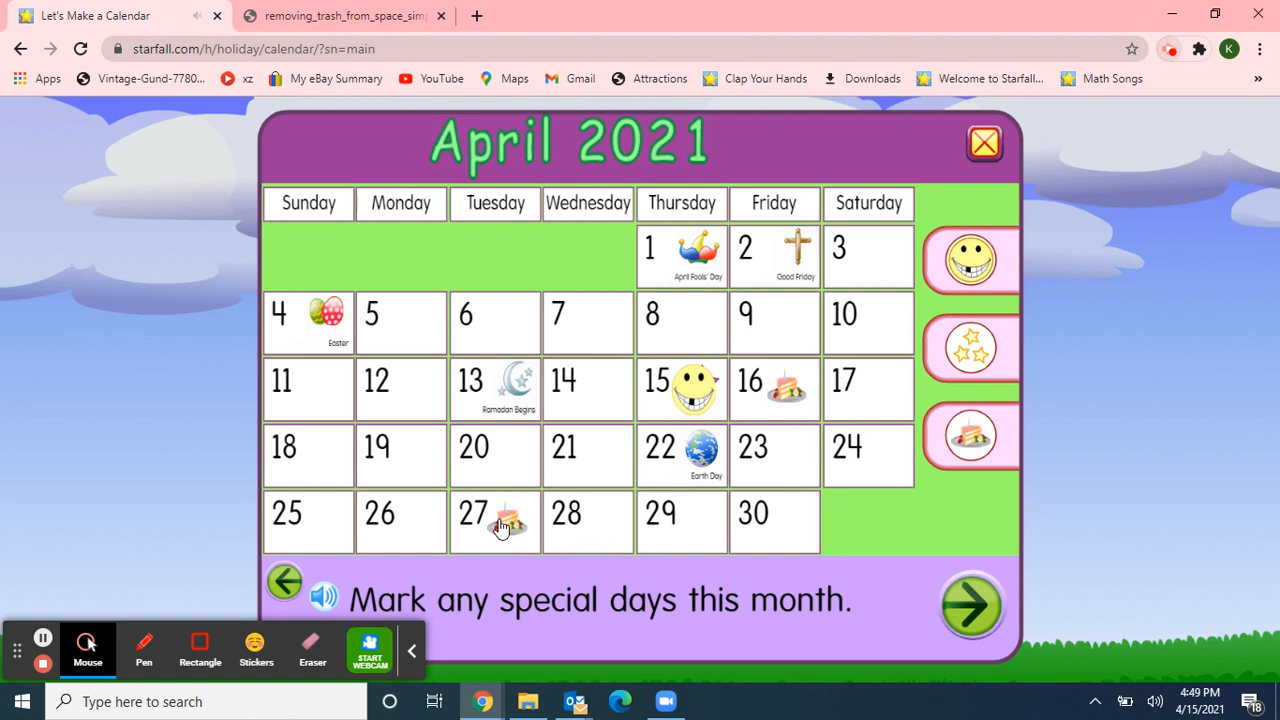 Let's Make a Calendar
removing_trash_from_space_sim
starfall.com/h/holiday/calendar/?sn=main
K
Apps
Vintage-Gund-7780...
xz
My eBay Summary
YouTube
Maps
Gmail
Attractions
Clap Your Hands
Downloads
Welcome to Starfall...
Math Songs
»
April 2021
Sunday Monday Tuesday Wednesday Thursday Friday Saturday
1 2 3
April Fools' Day Good Friday
4 5 6 7 8 9 10
Easter
11 12 13 14 15 16 17
Ramadan Begins
18 19 20 21 22 23 24
Earth Day
25 26 27 28 29 30
Mark any special days this month.
Mouse
Pen
Rectangle
Stickers
Eraser
START
WEBCAM
Type here to search
4:49 PM
4/15/2021
18